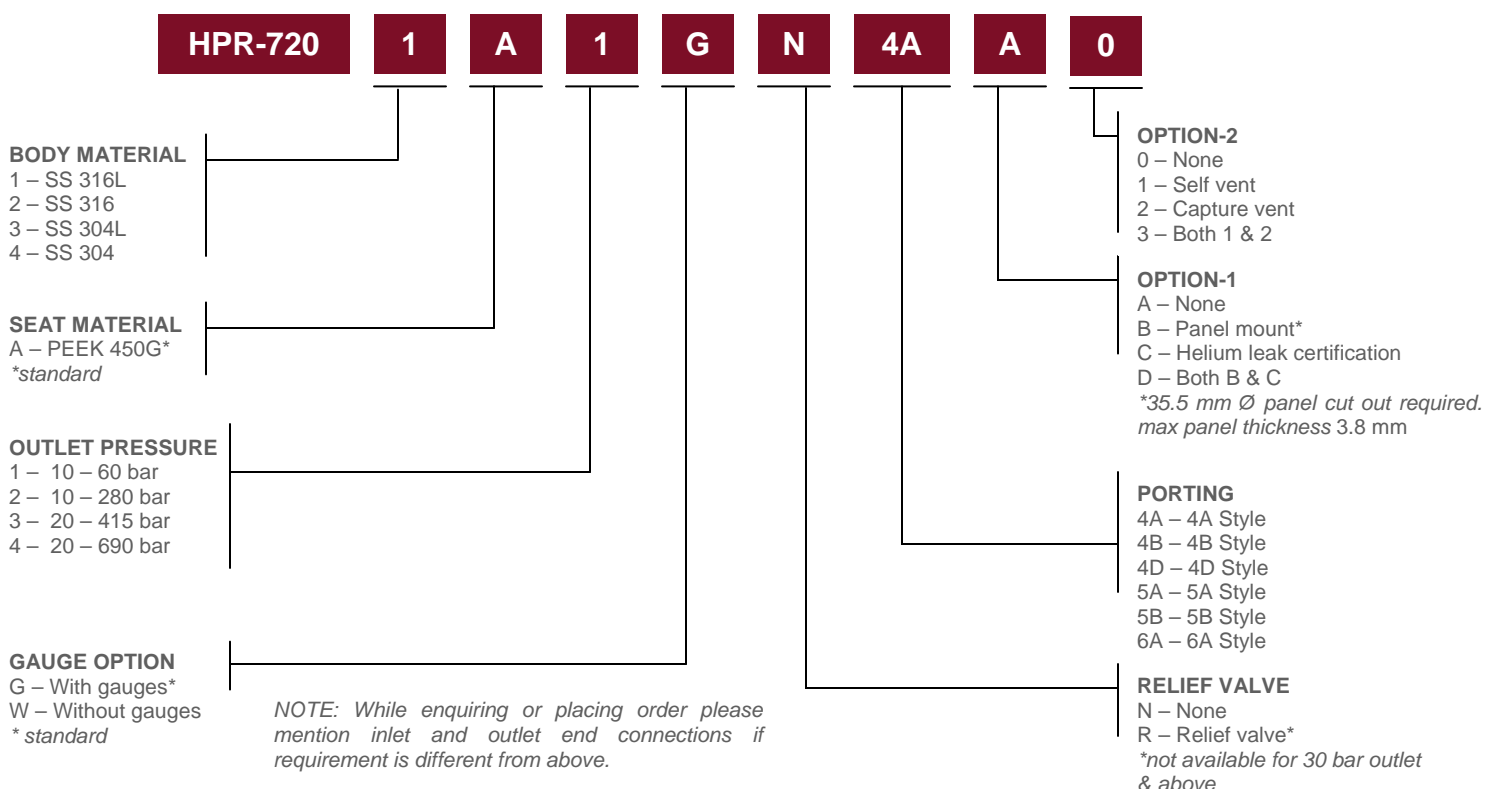 HPR-720 1 A 1 G N 4A A 0
BODY MATERIAL
1 – SS 316L
2 – SS 316
3 – SS 304L
4 – SS 304
SEAT MATERIAL
A – PEEK 450G*
*standard
OUTLET PRESSURE
1 – 10 – 60 bar
2 – 10 – 280 bar
3 – 20 – 415 bar
4 – 20 – 690 bar
GAUGE OPTION
G – With gauges*
W – Without gauges
* standard
NOTE: While enquiring or placing order please
mention inlet and outlet end connections if
requirement is different from above.
OPTION-2
0 – None
1 – Self vent
2 – Capture vent
3 – Both 1 & 2
OPTION-1
A – None
B – Panel mount*
C – Helium leak certification
D – Both B & C
*35.5 mm Ø panel cut out required.
max panel thickness 3.8 mm
PORTING
4A – 4A Style
4B – 4B Style
4D – 4D Style
5A – 5A Style
5B – 5B Style
6A – 6A Style
RELIEF VALVE
N – None
R – Relief valve*
*not available for 30 bar outlet
& above